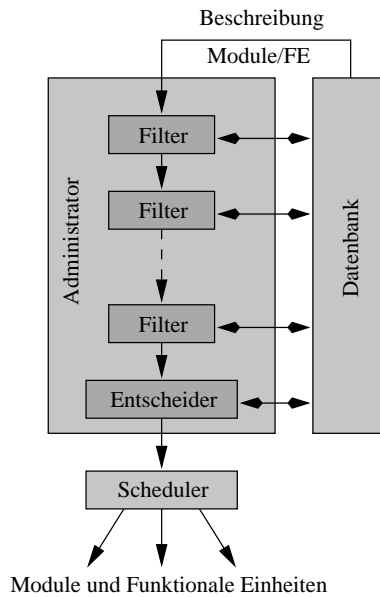 Beschreibung
Module/FE
Filter
Filter
Filter
Entscheider
Administrator
Datenbank
Scheduler
Module und Funktionale Einheiten